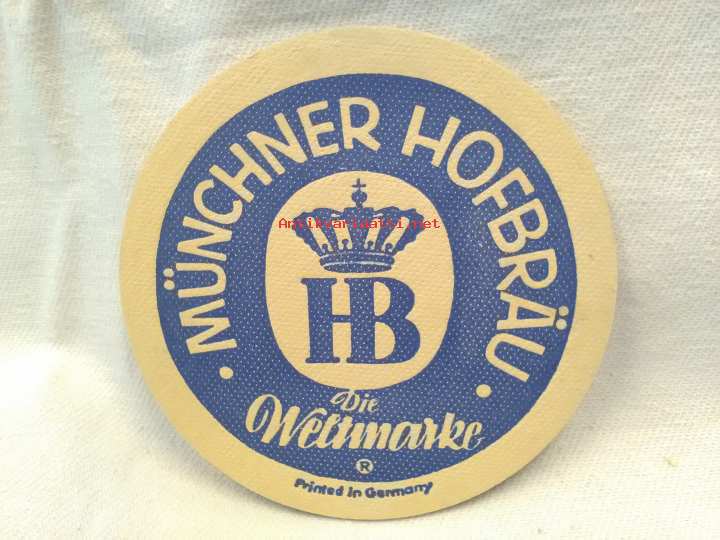 · MÜNCHNER HOFBRÄU ·
Antikvariaatti.net
HB
Die
Weltmarke
®
Printed in Germany